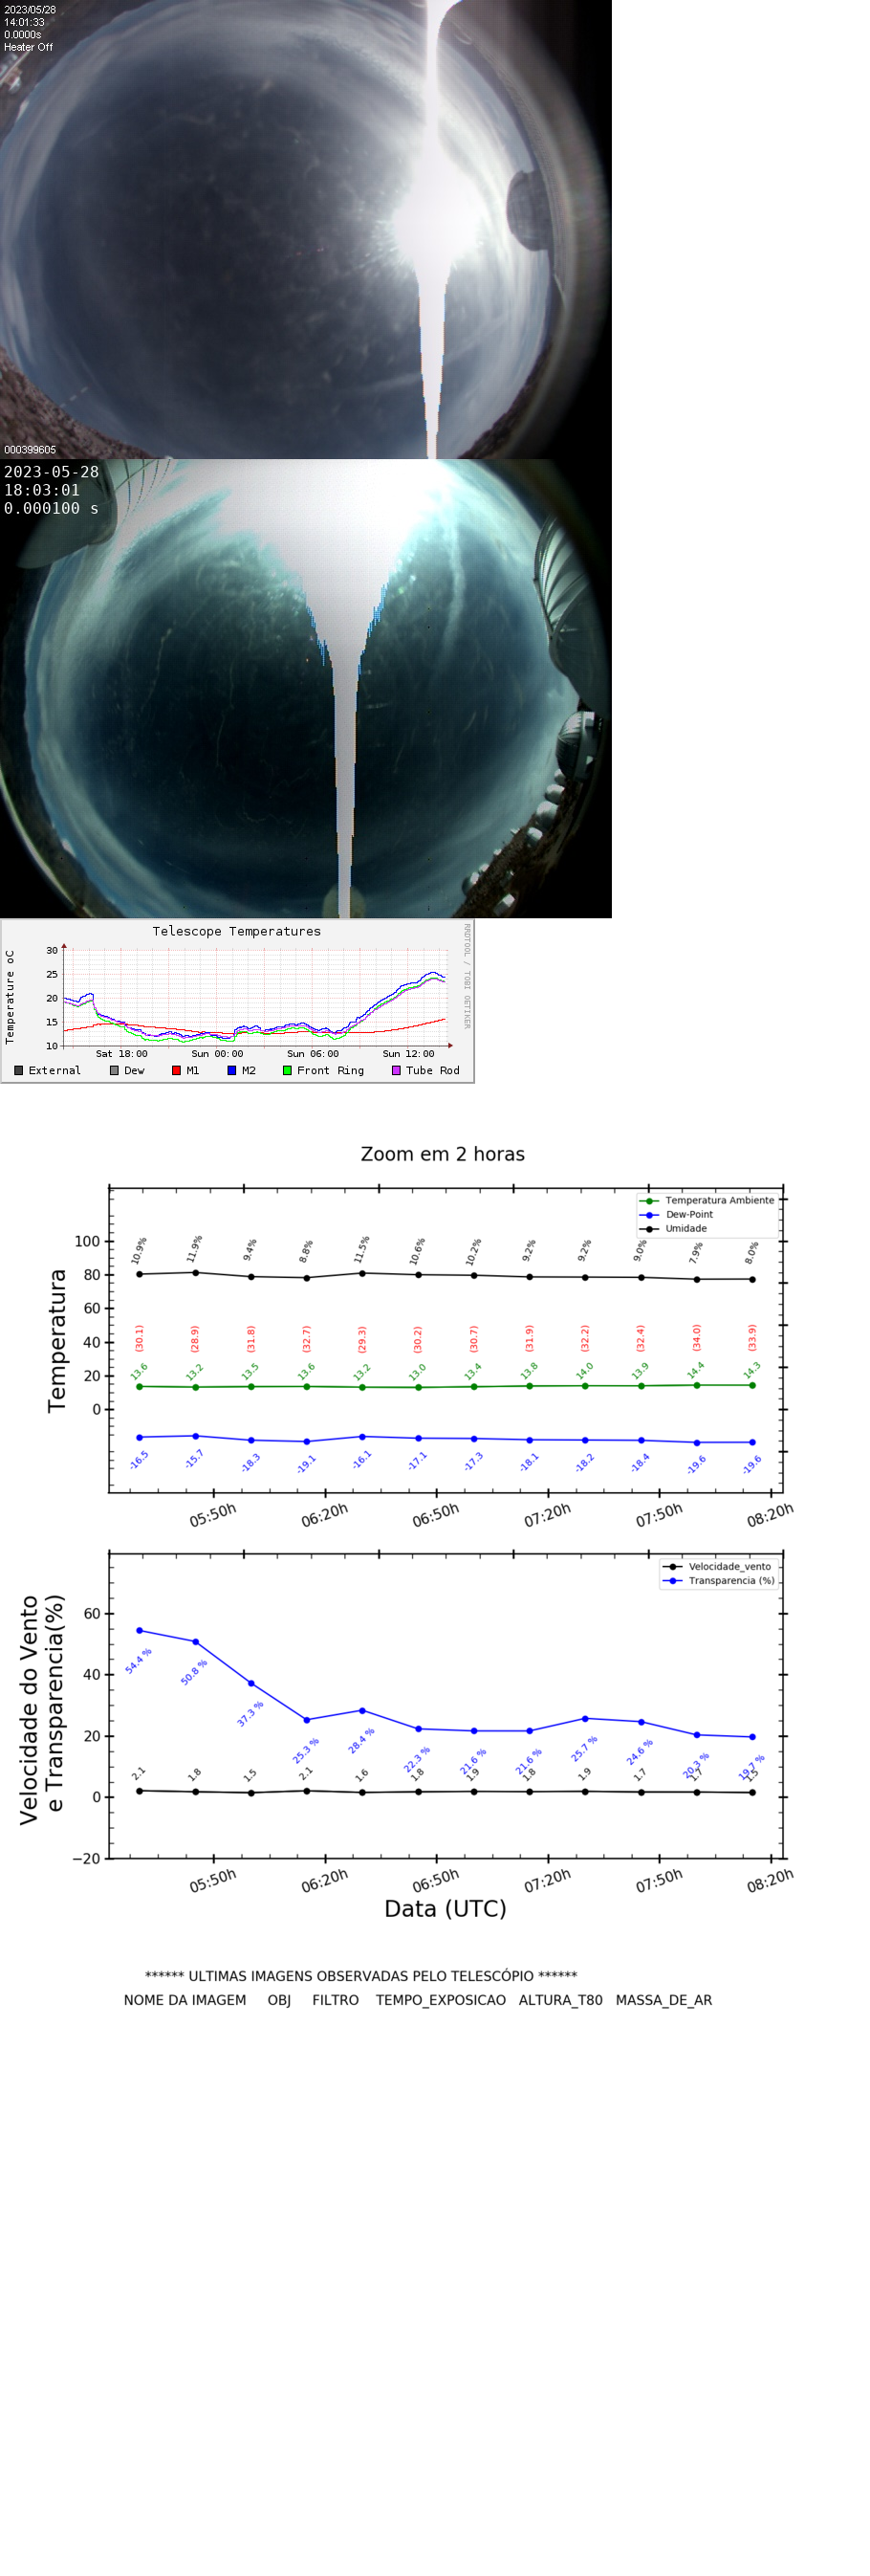 2023/05/28
14:01:33
0.0000s
Heater Off
000399605
2023-05-28
18:03:01
0.000100 s
Telescope Temperatures
RRDTOOL / TOBI OETIKER
Temperature oC
30
25
20
15
10
Sat 18:00 Sun 00:00 Sun 06:00 Sun 12:00
External Dew M1 M2 Front Ring Tube Rod
Zoom em 2 horas
Temperatura Ambiente
Dew-Point
Umidade
Temperatura
100
80
60
40
20
0
10.9% 11.9% 9.4% 8.8% 11.5% 10.6% 10.2% 9.2% 9.2% 9.0% 7.9% 8.0%
(30.1) (28.9) (31.8) (32.7) (29.3) (30.2) (30.7) (31.9) (32.2) (32.4) (34.0) (33.9)
13.6 13.2 13.5 13.6 13.2 13.0 13.4 13.8 14.0 13.9 14.4 14.3
-16.5 -15.7 -18.3 -19.1 -16.1 -17.1 -17.3 -18.1 -18.2 -18.4 -19.6 -19.6
05:50h 06:20h 06:50h 07:20h 07:50h 08:20h
Velocidade_vento
Transparencia (%)
Velocidade do Vento
e Transparencia(%)
60
40
20
0
−20
54.4 % 50.8 % 37.3 % 25.3 % 28.4 % 22.3 % 21.6 % 21.6 % 25.7 % 24.6 % 20.3 % 19.7 %
2.1 1.8 1.5 2.1 1.6 1.8 1.9 1.8 1.9 1.7 1.7 1.5
05:50h 06:20h 06:50h 07:20h 07:50h 08:20h
Data (UTC)
****** ULTIMAS IMAGENS OBSERVADAS PELO TELESCÓPIO ******
NOME DA IMAGEM OBJ FILTRO TEMPO_EXPOSICAO ALTURA_T80 MASSA_DE_AR